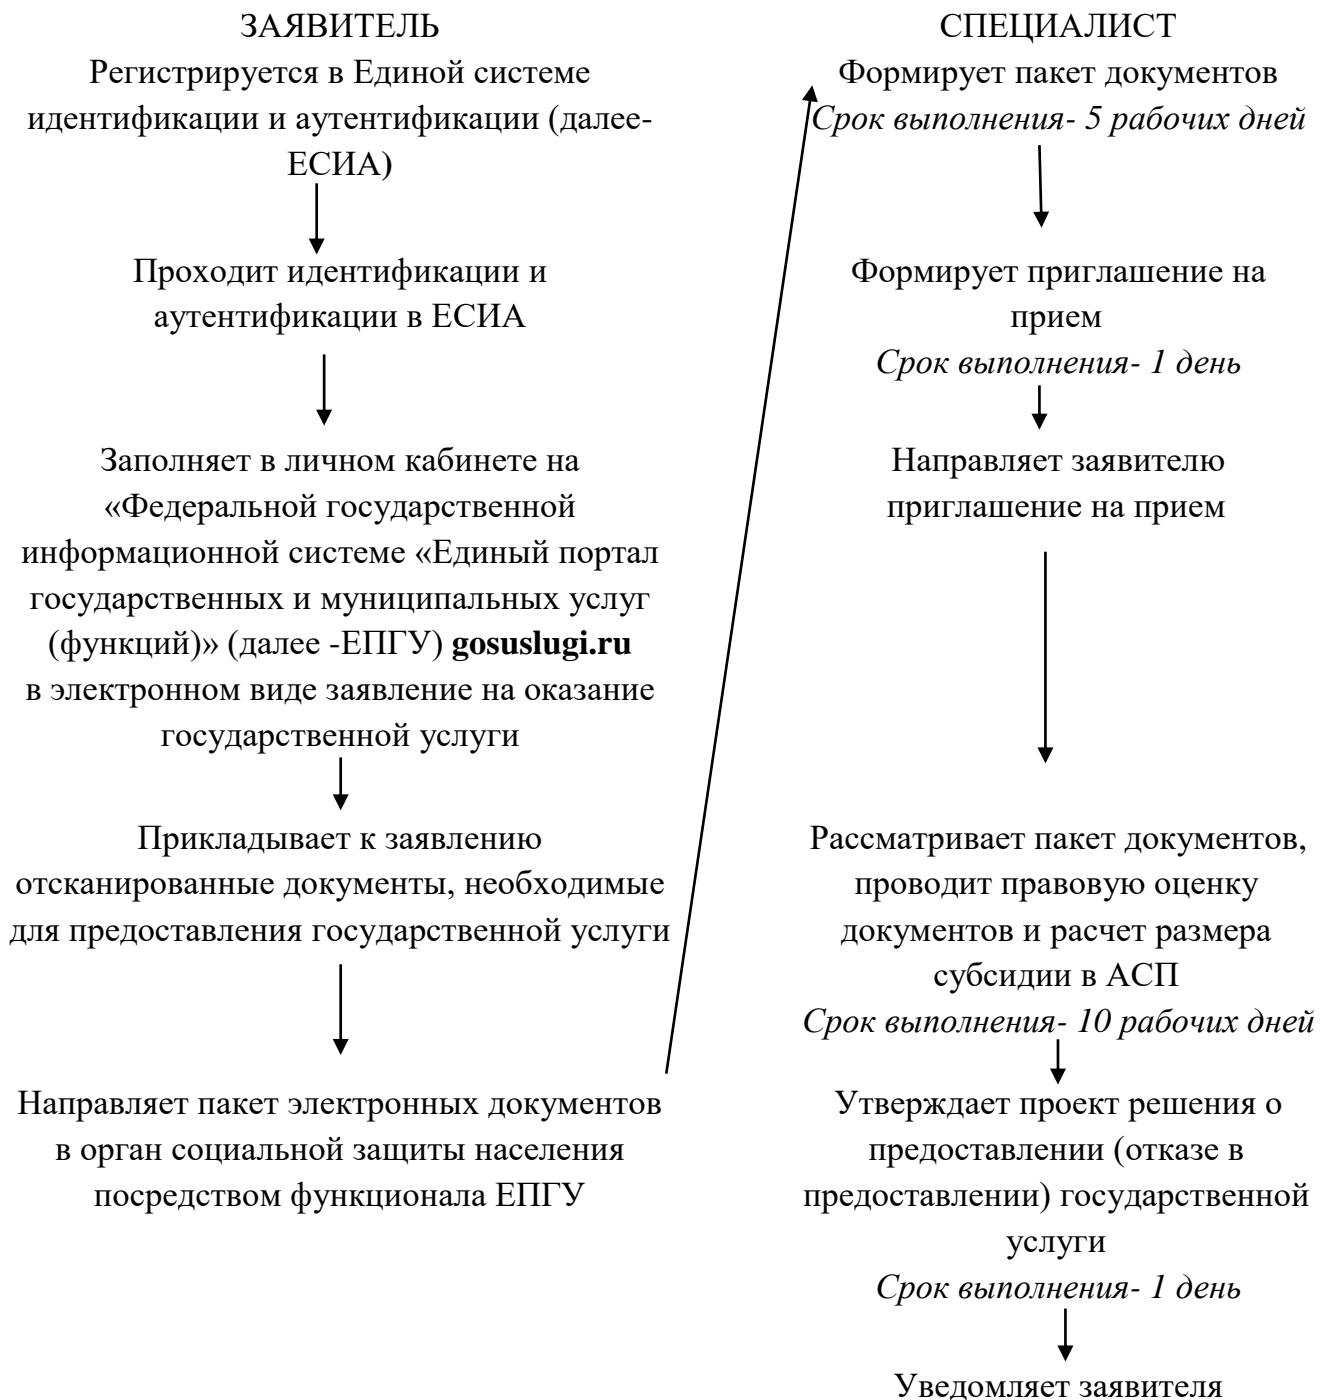 ЗАЯВИТЕЛЬ
Регистрируется в Единой системе
идентификации и аутентификации (далее-
ЕСИА)
Проходит идентификации и
аутентификации в ЕСИА
Заполняет в личном кабинете на
«Федеральной государственной
информационной системе «Единый портал
государственных и муниципальных услуг
(функций)» (далее -ЕПГУ) gosuslugi.ru
в электронном виде заявление на оказание
государственной услуги
Прикладывает к заявлению
отсканированные документы, необходимые
для предоставления государственной услуги
Направляет пакет электронных документов
в орган социальной защиты населения
посредством функционала ЕПГУ
СПЕЦИАЛИСТ
Формирует пакет документов
Срок выполнения- 5 рабочих дней
Формирует приглашение на
прием
Срок выполнения- 1 день
Направляет заявителю
приглашение на прием
Рассматривает пакет документов,
проводит правовую оценку
документов и расчет размера
субсидии в АСП
Срок выполнения- 10 рабочих дней
Утверждает проект решения о
предоставлении (отказе в
предоставлении) государственной
услуги
Срок выполнения- 1 день
Уведомляет заявителя